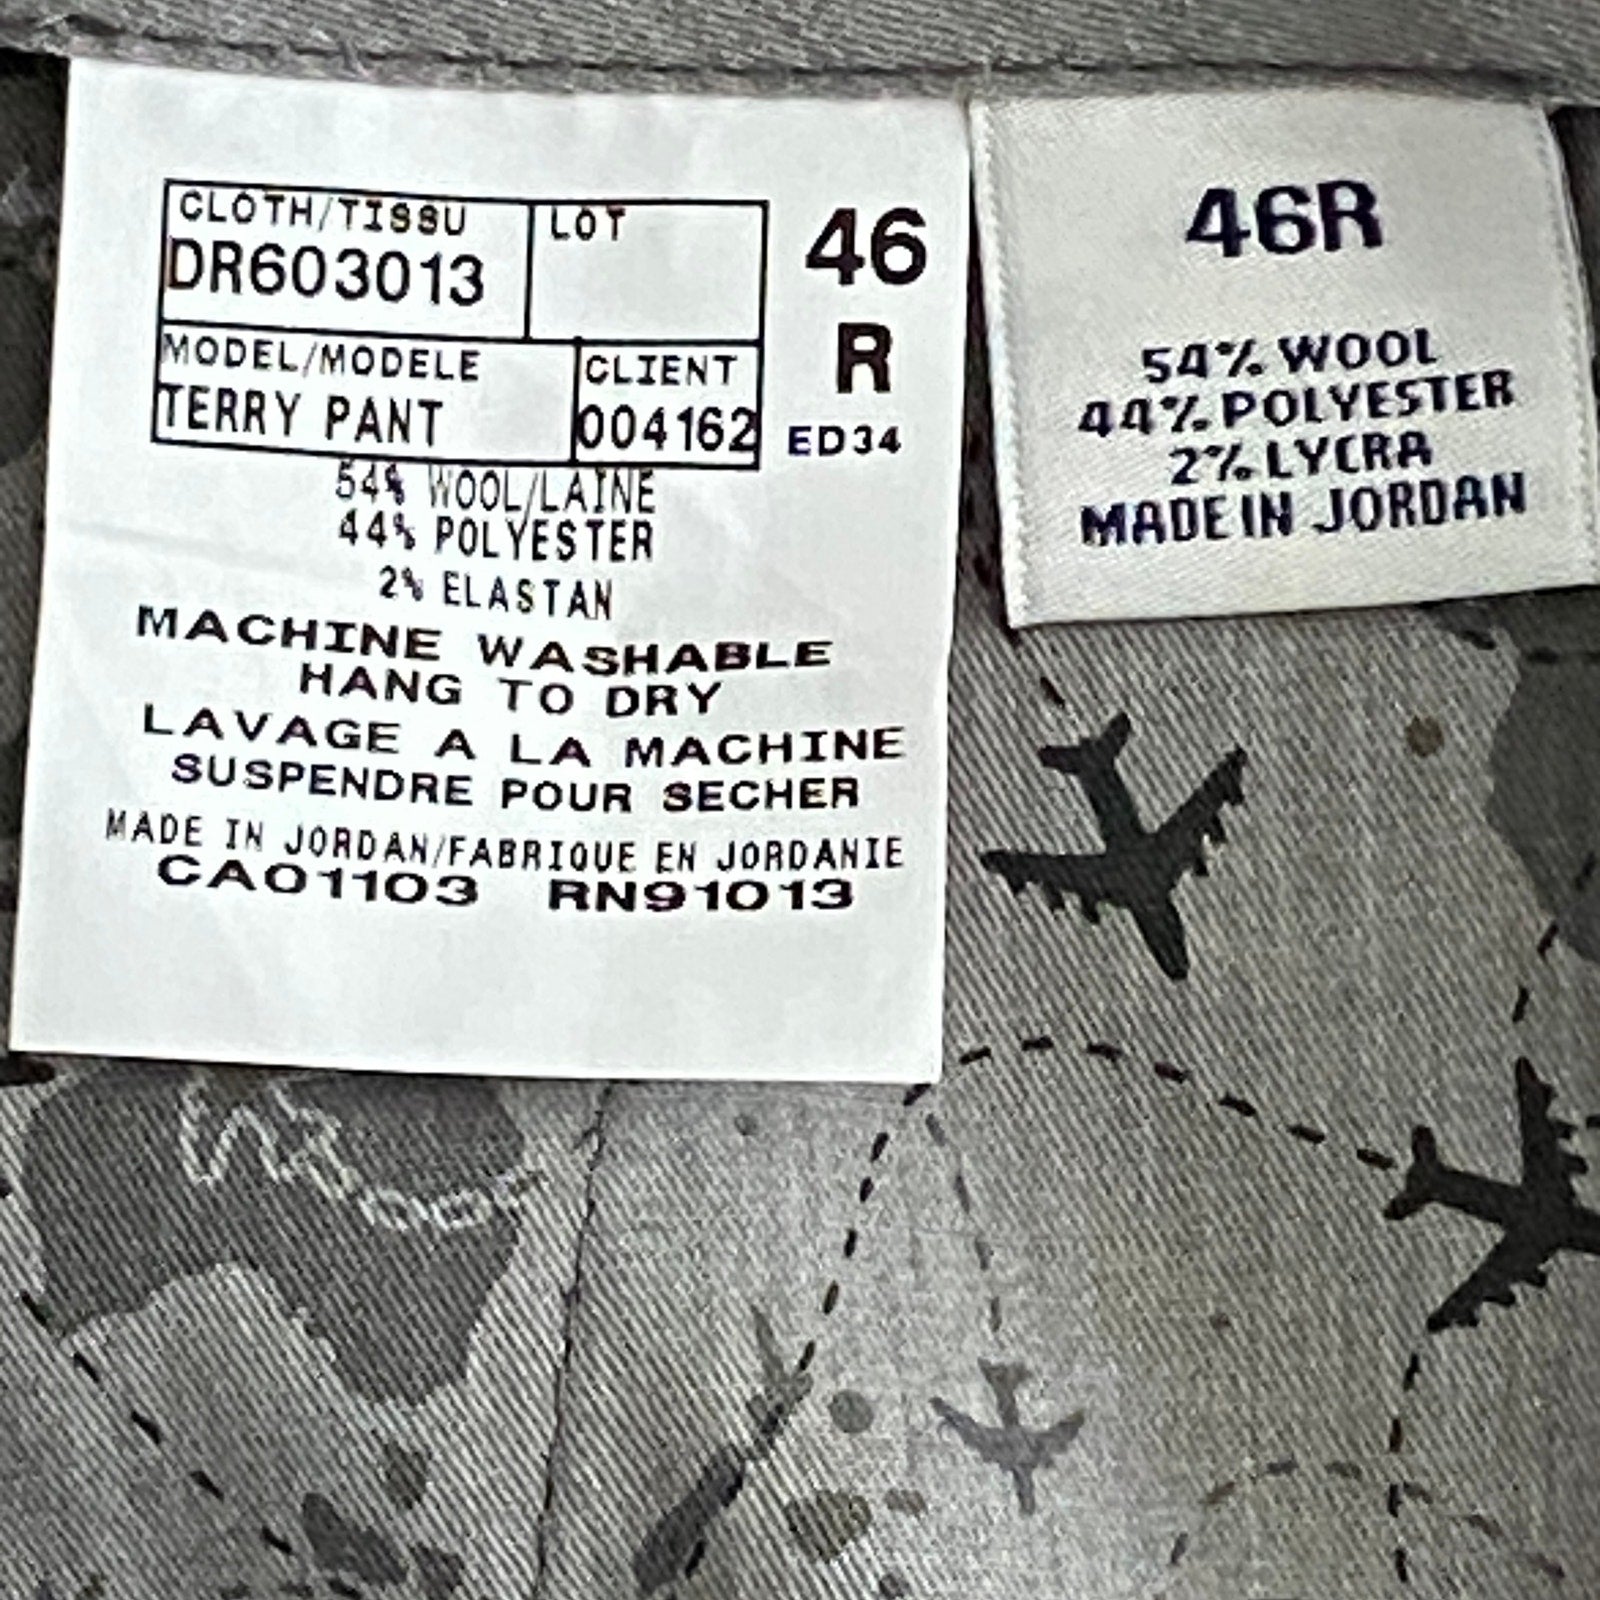 CLOTH/TISSU
DR603013
LOT
MODEL/MODELE
TERRY PANT
CLIENT
004162
46
R
ED34
54% WOOL/LAINE
44% POLYESTER
2% ELASTAN
MACHINE WASHABLE
HANG TO DRY
LAVAGE A LA MACHINE
SUSPENDRE POUR SECHER
MADE IN JORDAN/FABRIQUE EN JORDANIE
CA01103 RN91013
46R
54% WOOL
44% POLYESTER
2% LYCRA
MADE IN JORDAN